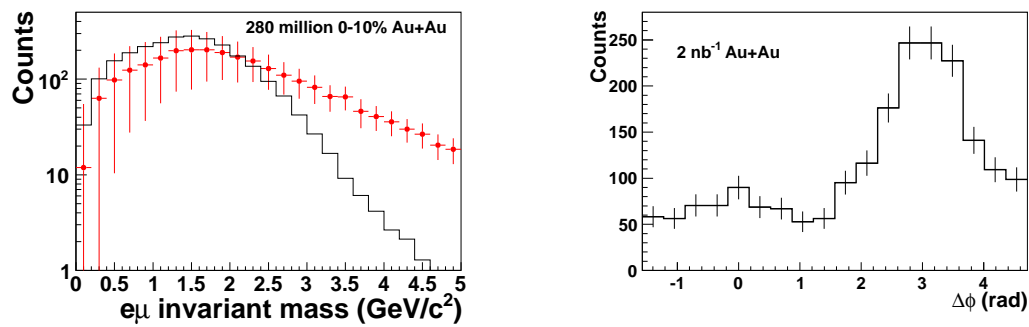 Counts
280 million 0-10% Au+Au
10²
10
1
0 0.5 1 1.5 2 2.5 3 3.5 4 4.5 5
eμ invariant mass (GeV/c²)
Counts
2 nb⁻¹ Au+Au
250
200
150
100
50
0
-1 0 1 2 3 4
Δϕ (rad)